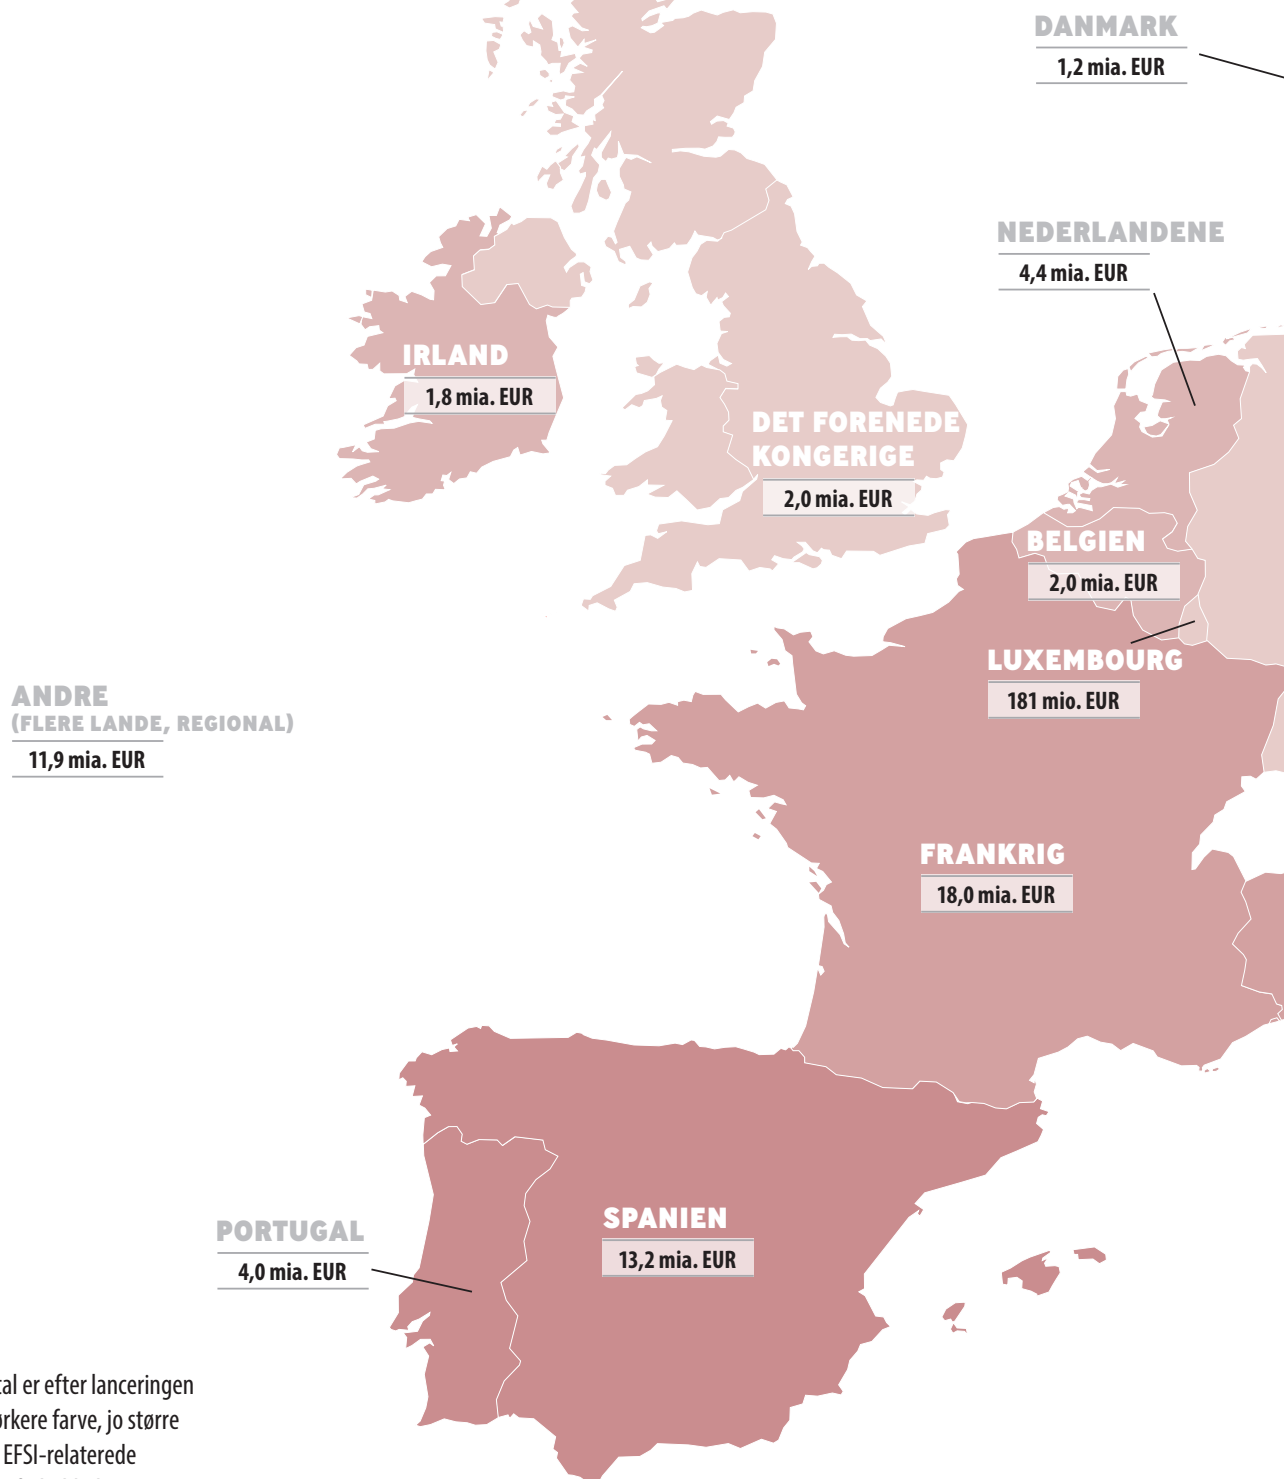 DANMARK
1,2 mia. EUR
NEDERLANDENE
4,4 mia. EUR
IRLAND
1,8 mia. EUR
DET FORENEDE
KONGERIGE
2,0 mia. EUR
BELGIEN
2,0 mia. EUR
LUXEMBOURG
181 mio. EUR
ANDRE
(FLERE LANDE, REGIONAL)
11,9 mia. EUR
FRANKRIG
18,0 mia. EUR
SPANIEN
13,2 mia. EUR
PORTUGAL
4,0 mia. EUR
tal er efter lanceringen
ørkere farve, jo større
EFSI-relaterede